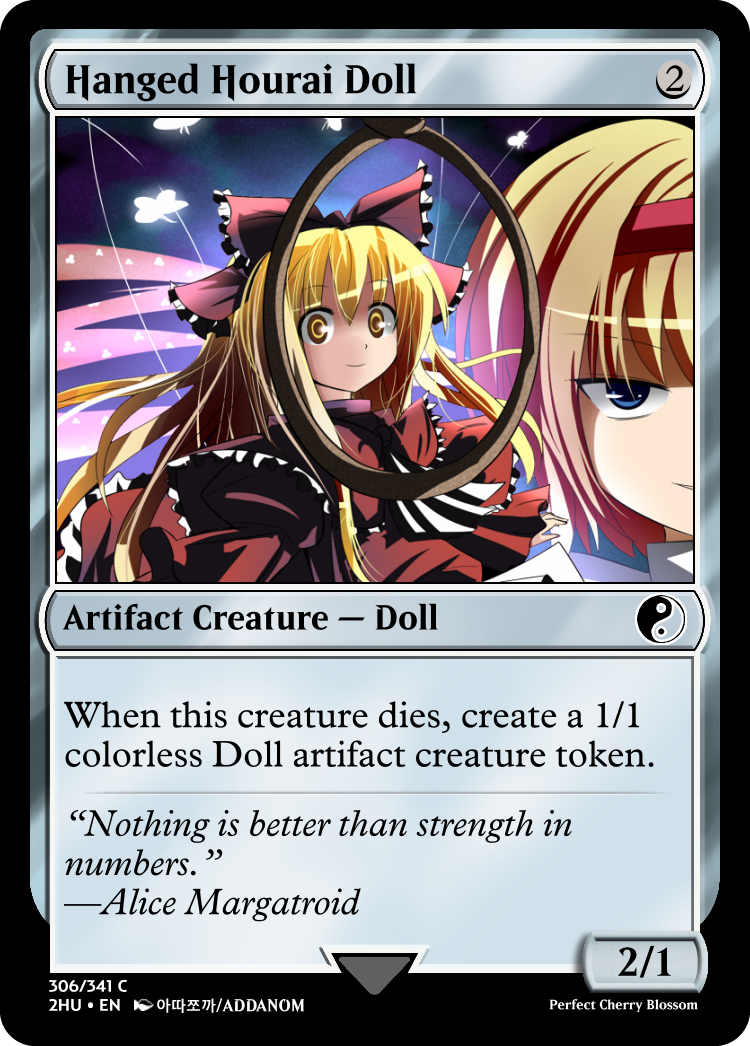 Hanged Hourai Doll
2
Artifact Creature — Doll
When this creature dies, create a 1/1
colorless Doll artifact creature token.
“Nothing is better than strength in
numbers.”
—Alice Margatroid
2/1
306/341 C
2HU • EN 아따쪼까/ADDANOM
Perfect Cherry Blossom